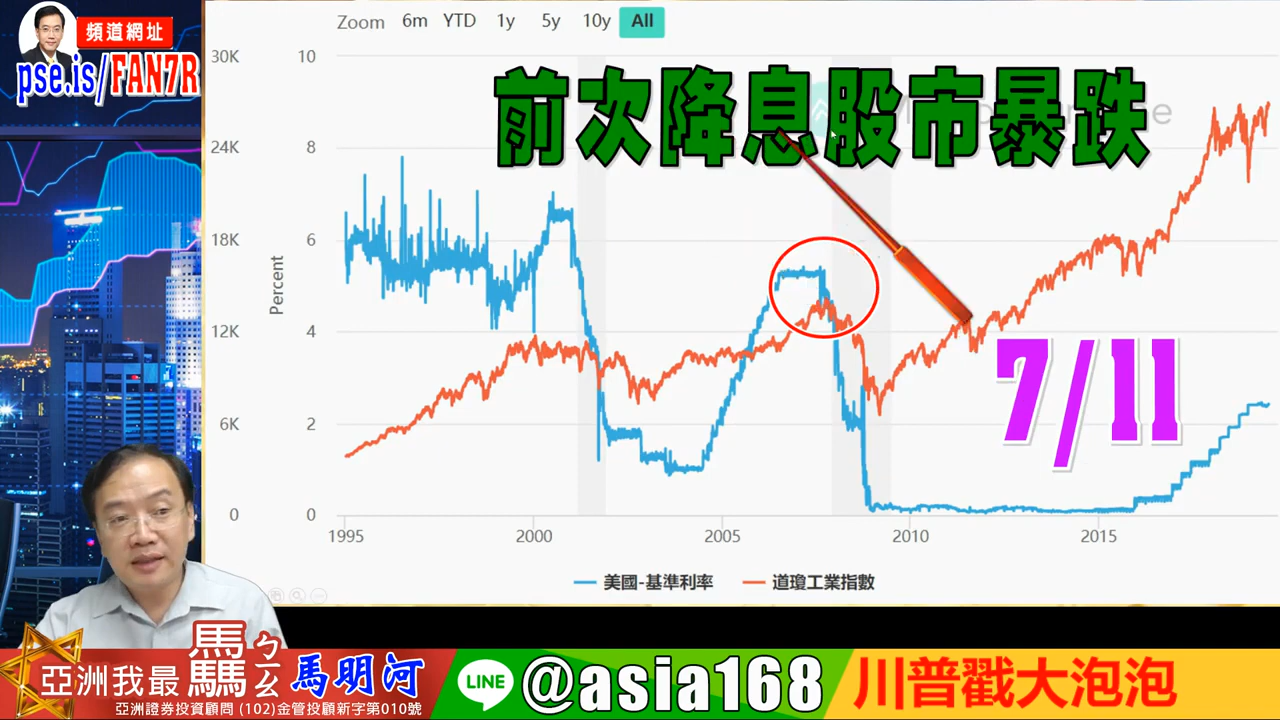 頻道網址
pse.is/FAN7R
Zoom 6m YTD 1y 5y 10y All
前次降息股市暴跌
30K
24K
18K
12K
6K
0
10
8
6
4
2
0
Percent
7/11
1995 2000 2005 2010 2015
美國-基準利率 道瓊工業指數
亞洲我最馬驫ㄅㄧㄠ 馬明河
亞洲證券投資顧問 (102)金管投顧新字第010號
LINE @asia168
川普戳大泡泡